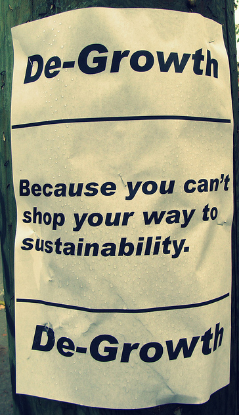 De-Growth
Because you can't
shop your way to
sustainability.
De-Growth